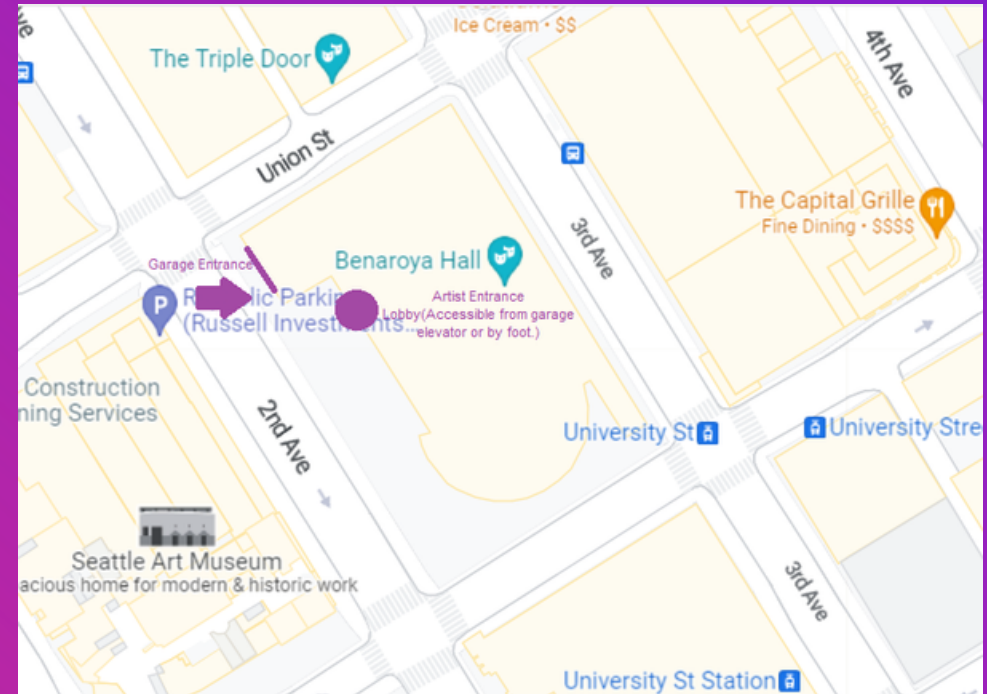 Ice Cream • $$
The Triple Door
4th Ave
Union St
The Capital Grille
Fine Dining • $$$$
3rd Ave
Benaroya Hall
Garage Entrance
P
Artist Entrance
Lobby(Accessible from garage
elevator or by foot.)
(Russell Investments...
Construction
ning Services
2nd Ave
University St
University Stre
Seattle Art Museum
acious home for modern & historic work
3rd Ave
University St Station